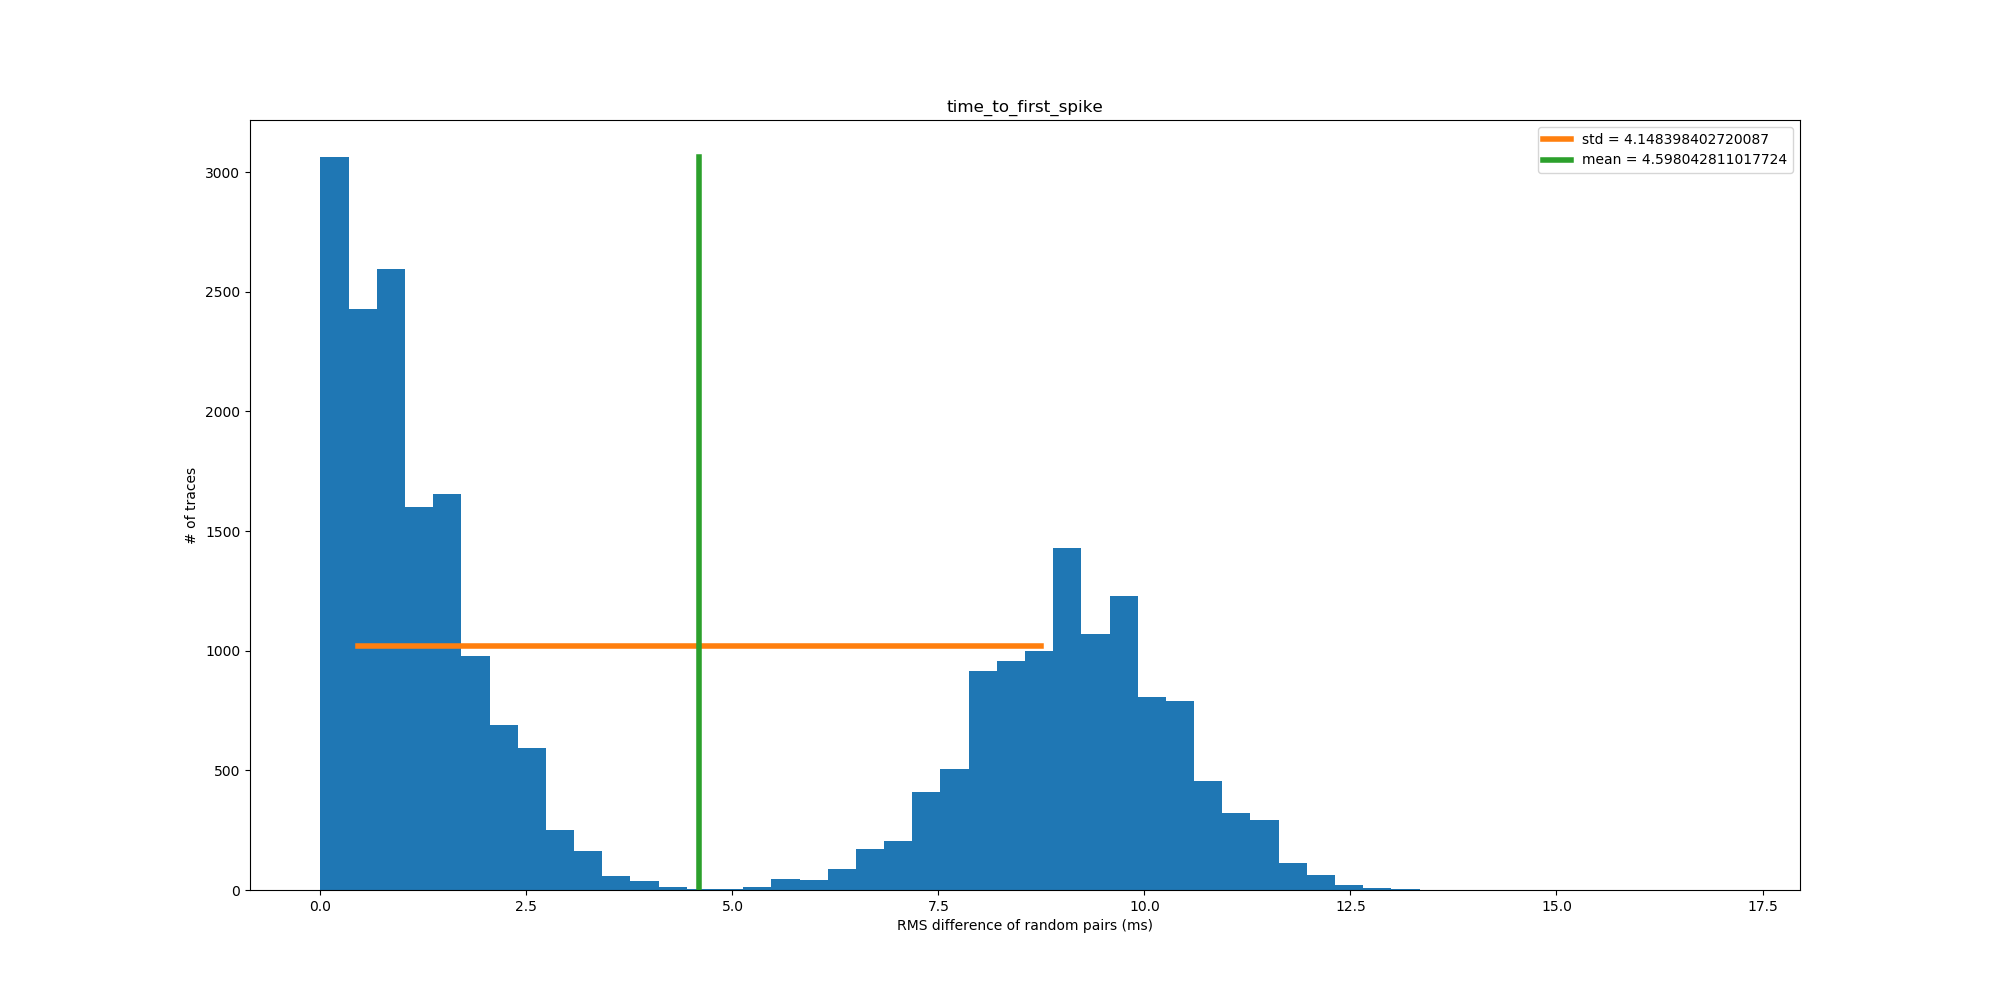 time_to_first_spike
std = 4.148398402720087
mean = 4.598042811017724
# of traces
3000
2500
2000
1500
1000
500
0
0.0 2.5 5.0 7.5 10.0 12.5 15.0 17.5
RMS difference of random pairs (ms)